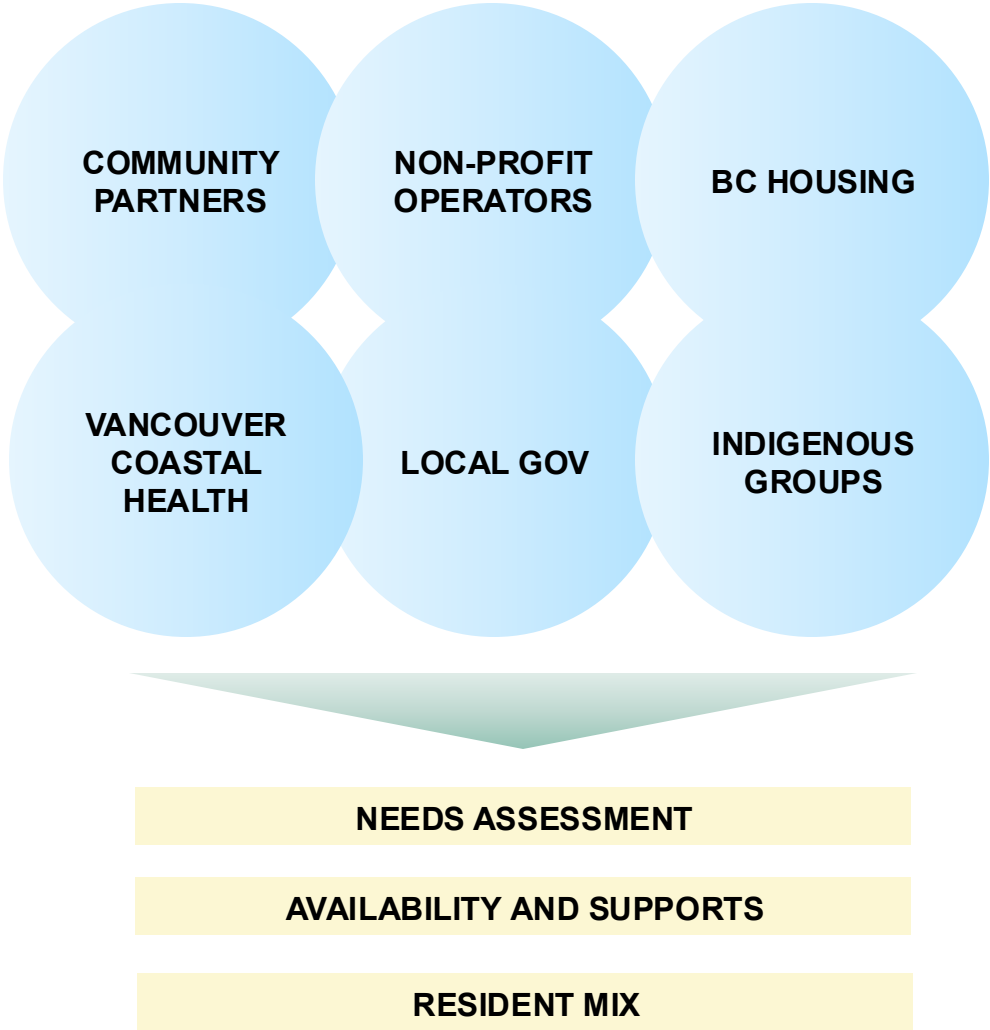 COMMUNITY
PARTNERS
NON-PROFIT
OPERATORS
BC HOUSING
VANCOUVER
COASTAL
HEALTH
LOCAL GOV
INDIGENOUS
GROUPS
NEEDS ASSESSMENT
AVAILABILITY AND SUPPORTS
RESIDENT MIX